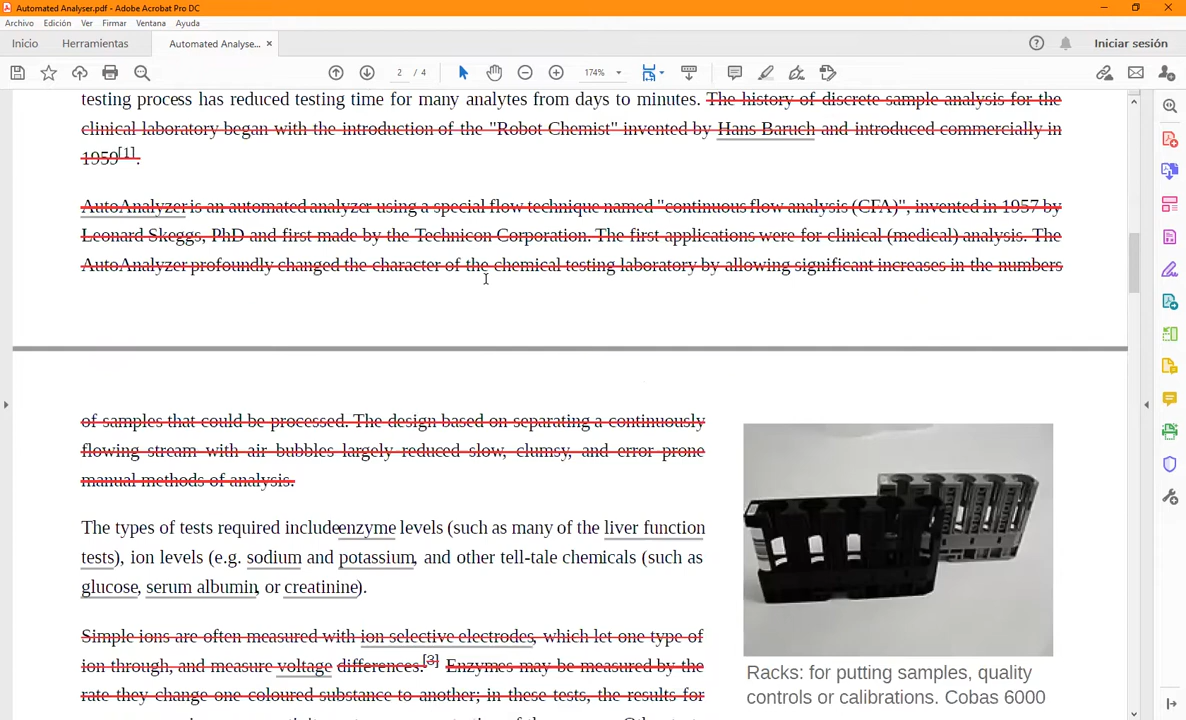 Automated Analyser.pdf - Adobe Acrobat Pro DC
Archivo Edición Ver Firmar Ventana Ayuda
Inicio Herramientas Automated Analyse... × Iniciar sesión
2 / 4 174%
testing process has reduced testing time for many analytes from days to minutes. The history of discrete sample analysis for the
clinical laboratory began with the introduction of the "Robot Chemist" invented by Hans Baruch and introduced commercially in
1959[1].
AutoAnalyzer is an automated analyzer using a special flow technique named "continuous flow analysis (CFA)", invented in 1957 by
Leonard Skeggs, PhD and first made by the Technicon Corporation. The first applications were for clinical (medical) analysis. The
AutoAnalyzer profoundly changed the character of the chemical testing laboratory by allowing significant increases in the numbers
of samples that could be processed. The design based on separating a continuously
flowing stream with air bubbles largely reduced slow, clumsy, and error prone
manual methods of analysis.
The types of tests required include enzyme levels (such as many of the liver function
tests), ion levels (e.g. sodium and potassium, and other tell-tale chemicals (such as
glucose, serum albumin, or creatinine).
Simple ions are often measured with ion selective electrodes, which let one type of
ion through, and measure voltage differences.[3] Enzymes may be measured by the
rate they change one coloured substance to another; in these tests, the results for
Racks: for putting samples, quality
controls or calibrations. Cobas 6000